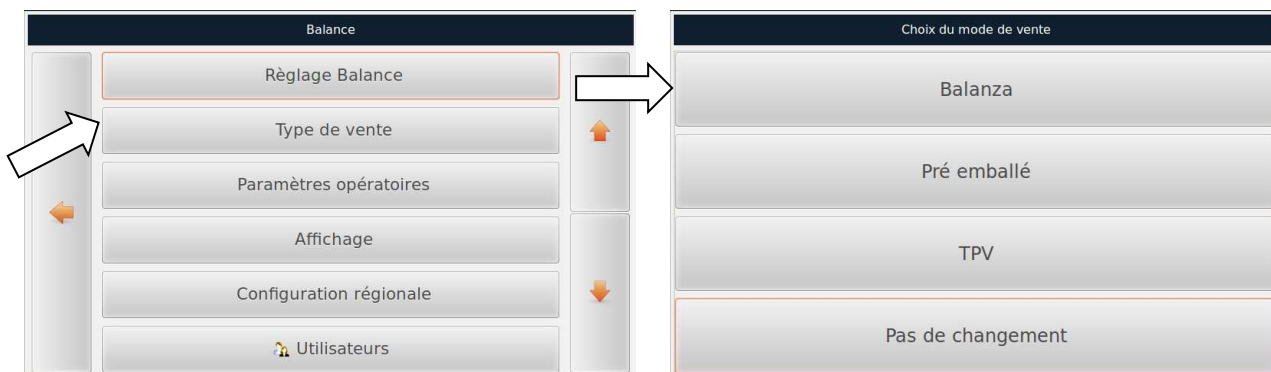 Balance
Règlage Balance
Type de vente
Paramètres opératoires
Affichage
Configuration régionale
Utilisateurs
Choix du mode de vente
Balanza
Pré emballé
TPV
Pas de changement